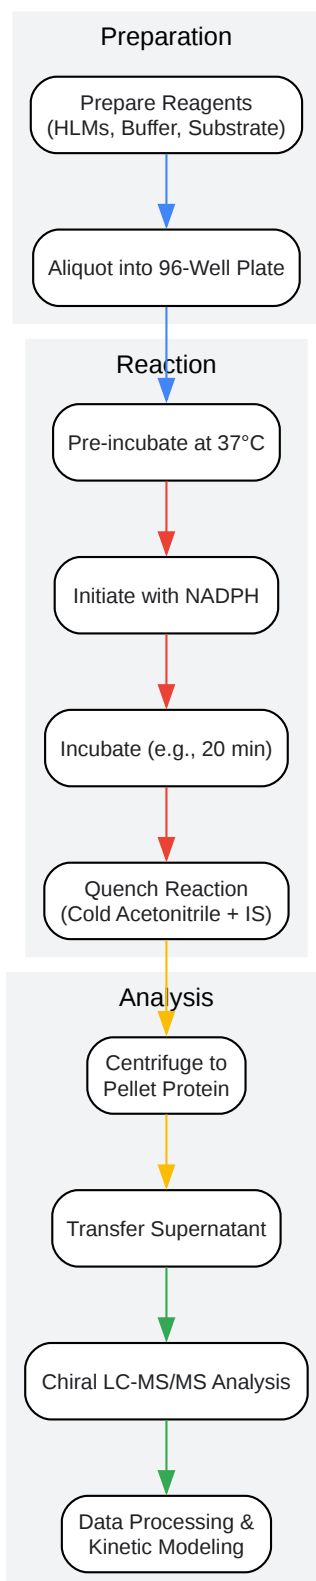 Preparation
Prepare Reagents
(HLMs, Buffer, Substrate)
Aliquot into 96-Well Plate
Reaction
Pre-incubate at 37°C
Initiate with NADPH
Incubate (e.g., 20 min)
Quench Reaction
(Cold Acetonitrile + IS)
Analysis
Centrifuge to
Pellet Protein
Transfer Supernatant
Chiral LC-MS/MS Analysis
Data Processing &
Kinetic Modeling